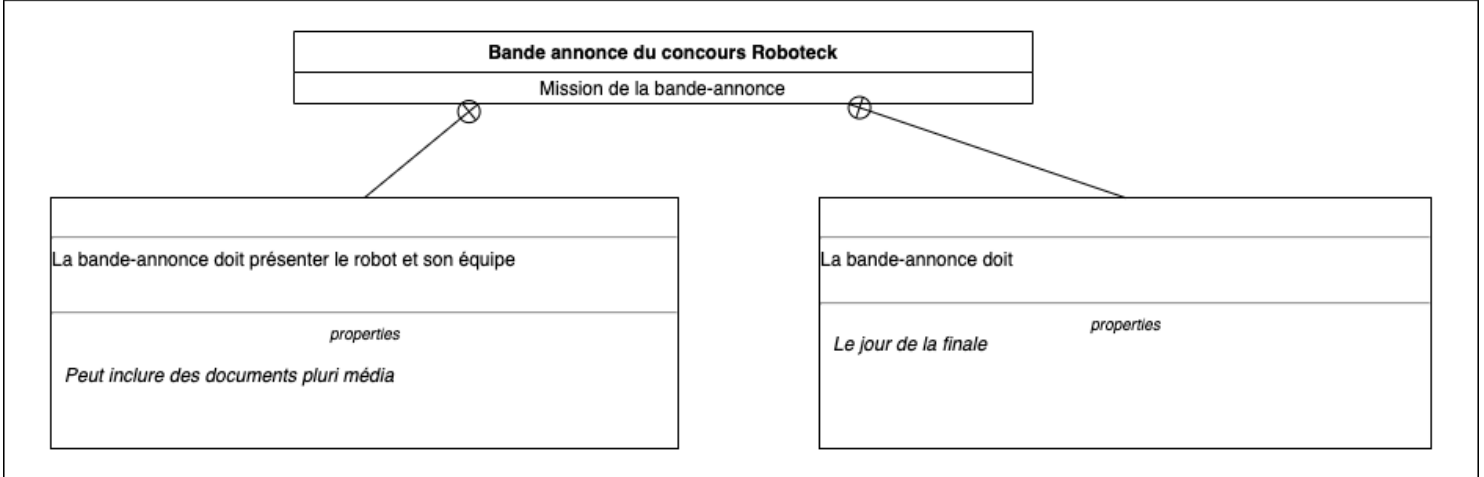 Bande annonce du concours Roboteck
Mission de la bande-annonce
La bande-annonce doit présenter le robot et son équipe
properties
Peut inclure des documents pluri média
La bande-annonce doit
properties
Le jour de la finale